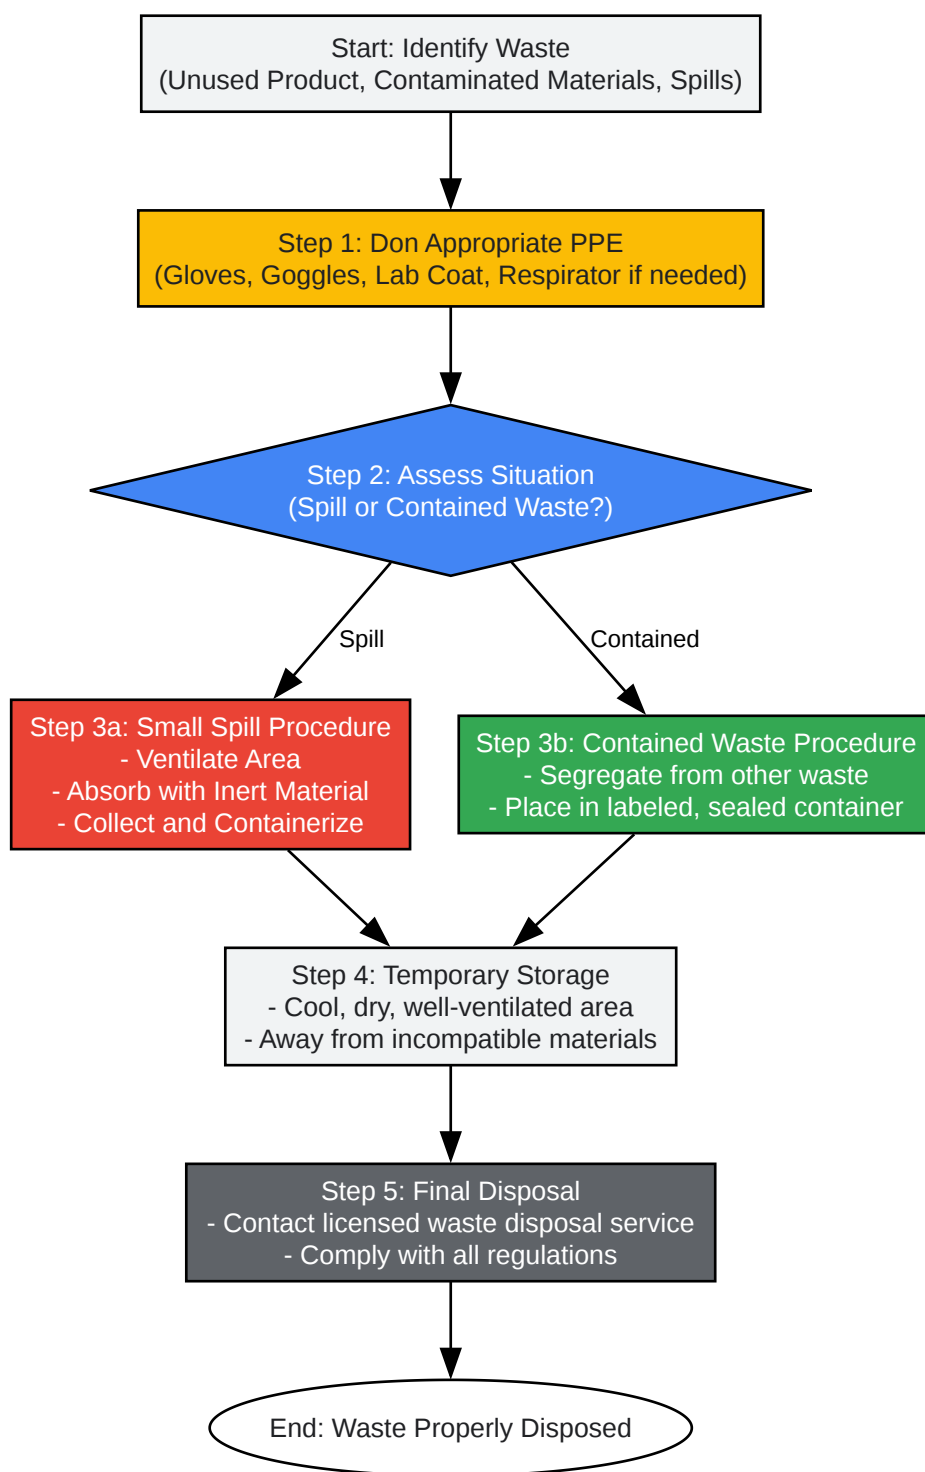 Start: Identify Waste
(Unused Product, Contaminated Materials, Spills)
Step 1: Don Appropriate PPE
(Gloves, Goggles, Lab Coat, Respirator if needed)
Step 2: Assess Situation
(Spill or Contained Waste?)
Spill
Contained
Step 3a: Small Spill Procedure
- Ventilate Area
- Absorb with Inert Material
- Collect and Containerize
Step 3b: Contained Waste Procedure
- Segregate from other waste
- Place in labeled, sealed container
Step 4: Temporary Storage
- Cool, dry, well-ventilated area
- Away from incompatible materials
Step 5: Final Disposal
- Contact licensed waste disposal service
- Comply with all regulations
End: Waste Properly Disposed